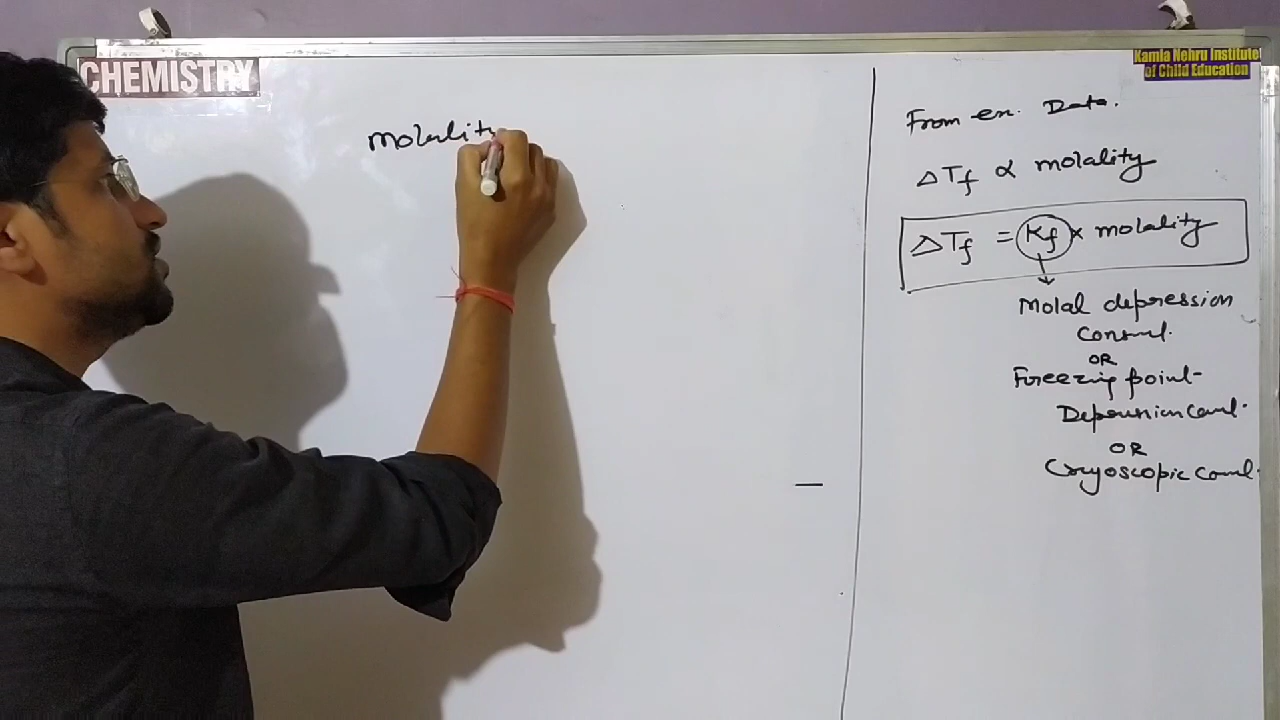 CHEMISTRY
Kamla Nehru Institute
of Child Education
molality
From ex. Data.
ΔTf ∝ molality
ΔTf = Kf × molality
Molal depression
Const.
OR
Freezing point
Depression Const.
OR
Cryoscopic Const.